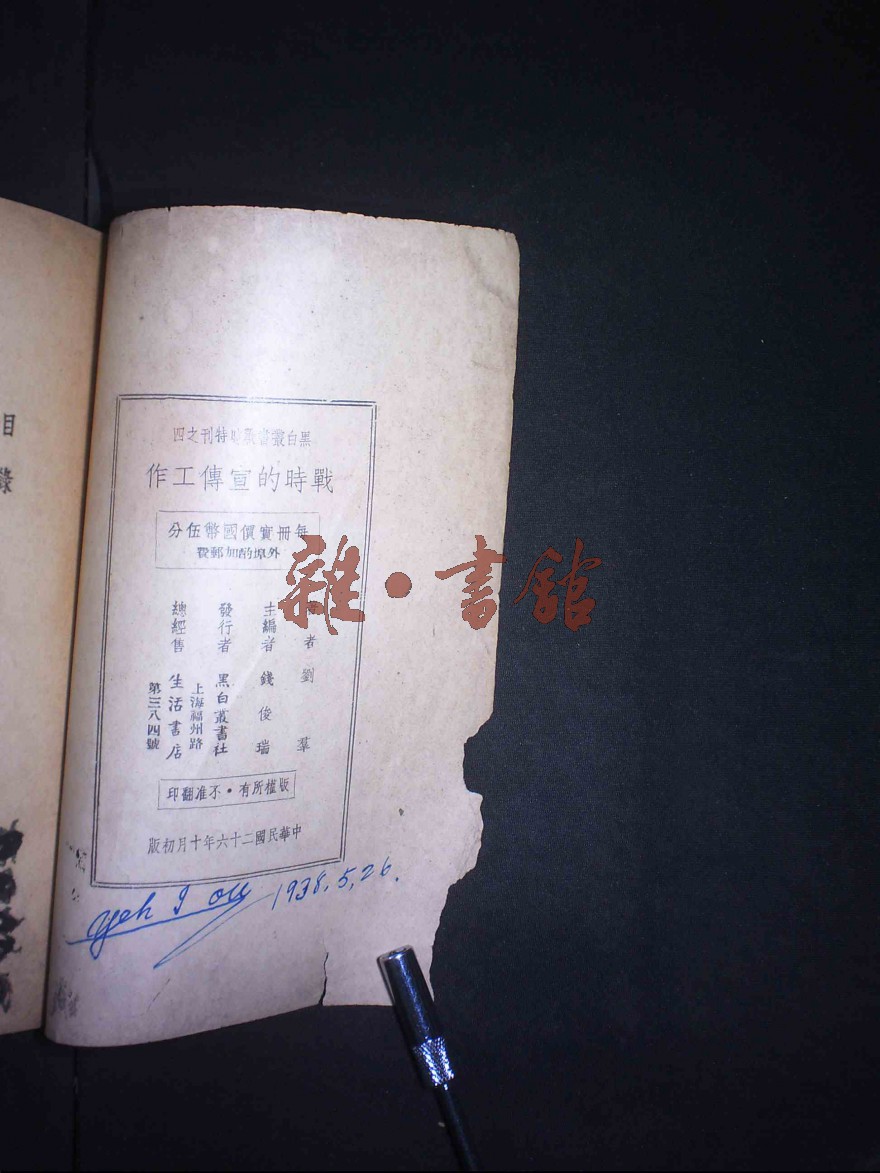 黑白叢書戰時特刊之四
戰時的宣傳工作
每冊實價國幣伍分
外埠酌加郵費
著者 劉羣
主編者 錢俊瑞
發行者 黑白叢書社
上海福州路
總經售 生活書店
第三八四號
版權所有・不准翻印
中華民國二十六年十月初版
1938.5.26.
目錄
雜・書館